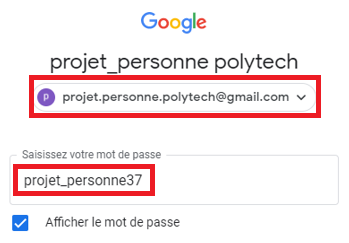 Google
projet_personne polytech
p projet.personne.polytech@gmail.com
Saisissez votre mot de passe
projet_personne37
Afficher le mot de passe